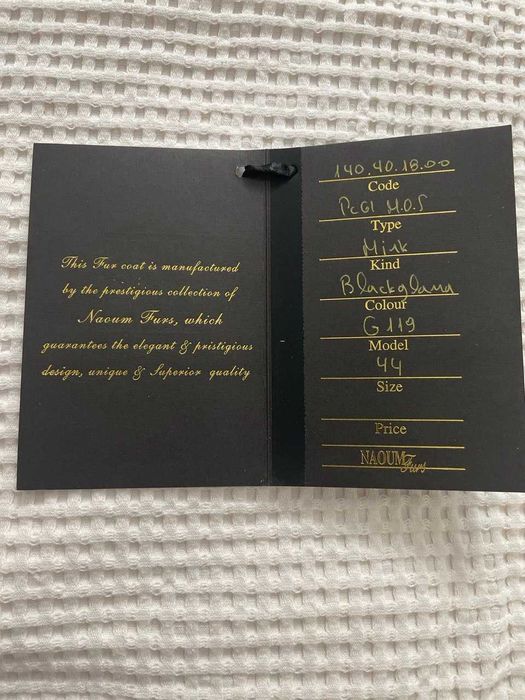 This Fur coat is manufactured
by the prestigious collection of
Naoum Furs, which
guarantees the elegant & pristigious
design, unique & Superior quality
140.40.18.00
Code
M.O.S
Type
Mink
Kind
Blackglama
Colour
G 119
Model
44
Size
Price
NAOUM Furs